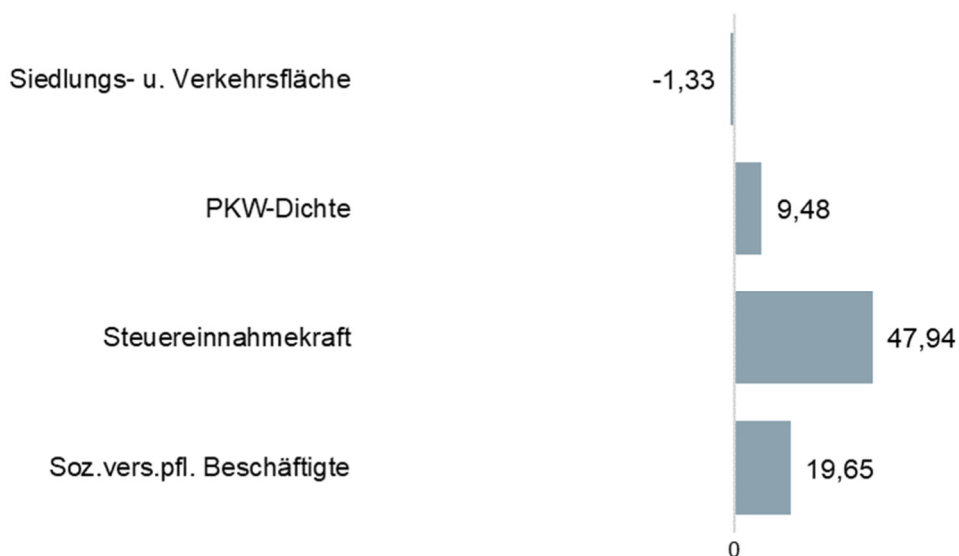 Siedlungs- u. Verkehrsfläche -1,33
PKW-Dichte 9,48
Steuereinnahmekraft 47,94
Soz.vers.pfl. Beschäftigte 19,65
0